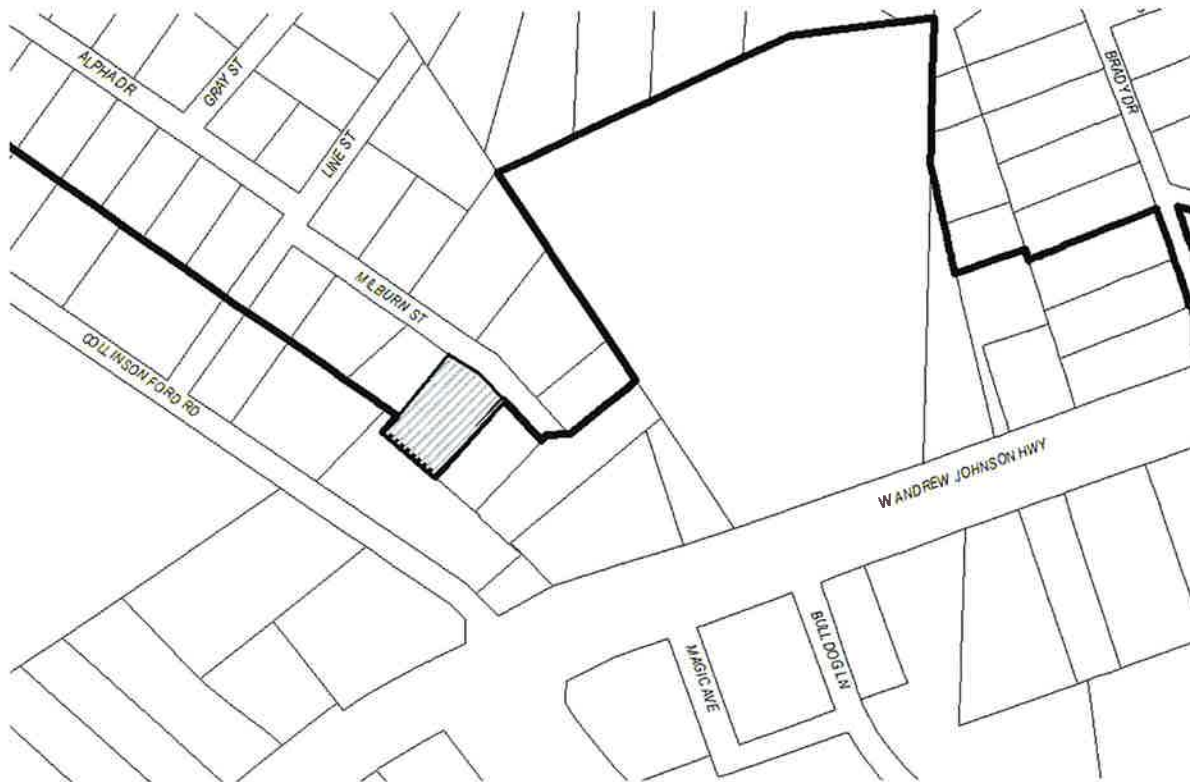 ALPHA DR
GRAY ST
LINE ST
BRADY DR
MILBURN ST
COLLINSON FORD RD
W ANDREW JOHNSON HWY
MAGIC AVE
BULLDOG LN